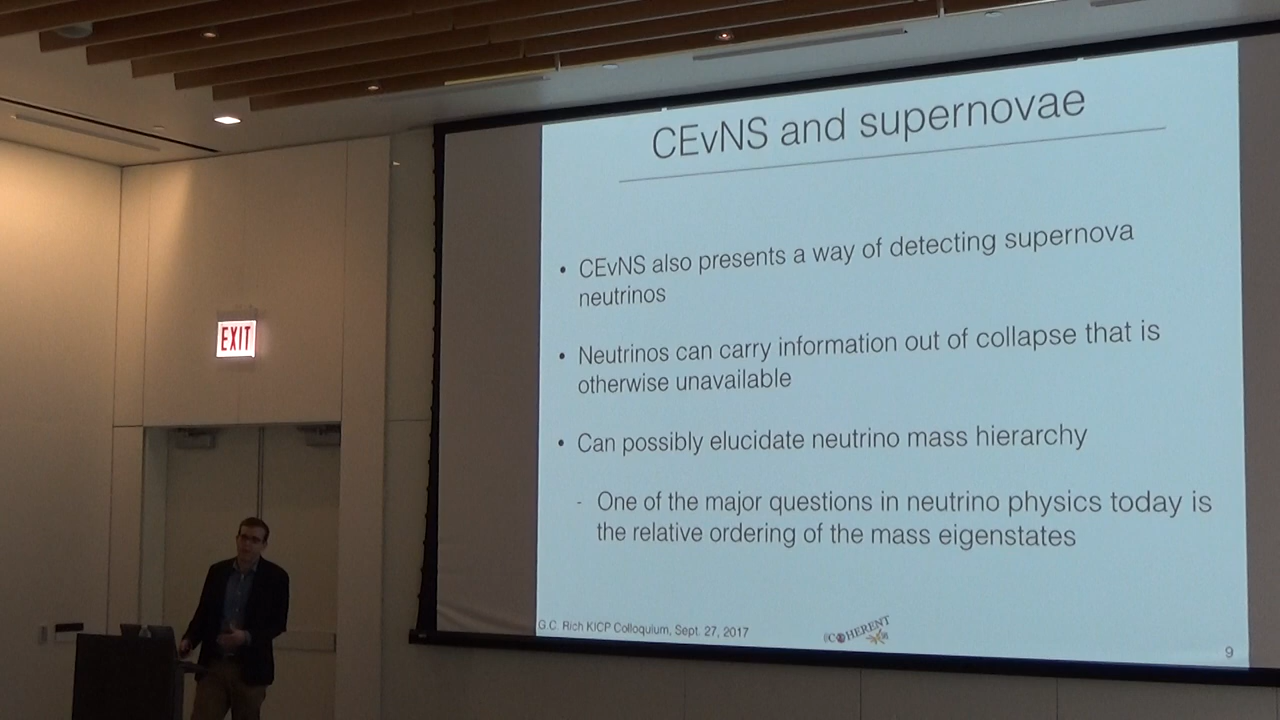 CEvNS and supernovae
• CEvNS also presents a way of detecting supernova
neutrinos
• Neutrinos can carry information out of collapse that is
otherwise unavailable
• Can possibly elucidate neutrino mass hierarchy
- One of the major questions in neutrino physics today is
the relative ordering of the mass eigenstates
EXIT
G.C. Rich KICP Colloquium, Sept. 27, 2017
COHERENT
9